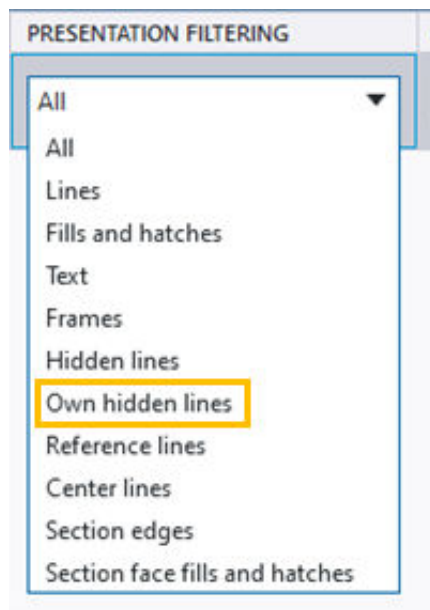 PRESENTATION FILTERING
All
All
Lines
Fills and hatches
Text
Frames
Hidden lines
Own hidden lines
Reference lines
Center lines
Section edges
Section face fills and hatches